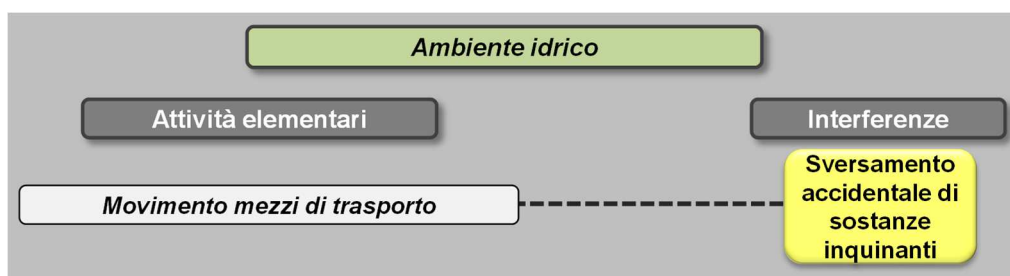 Ambiente idrico
Attività elementari
Interferenze
Movimento mezzi di trasporto
Sversamento
accidentale di
sostanze
inquinanti